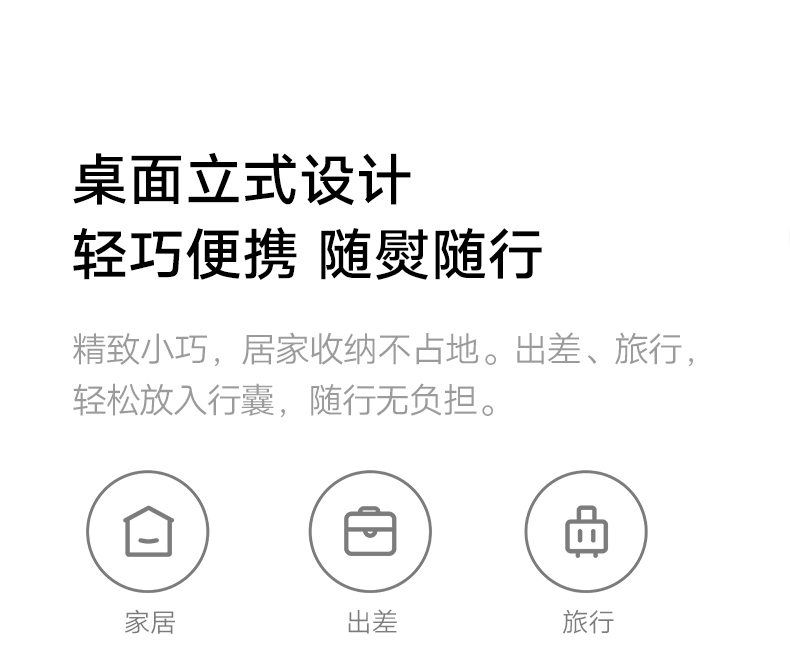 桌面立式设计
轻巧便携 随熨随行
精致小巧，居家收纳不占地。出差、旅行，
轻松放入行囊，随行无负担。
家居
出差
旅行